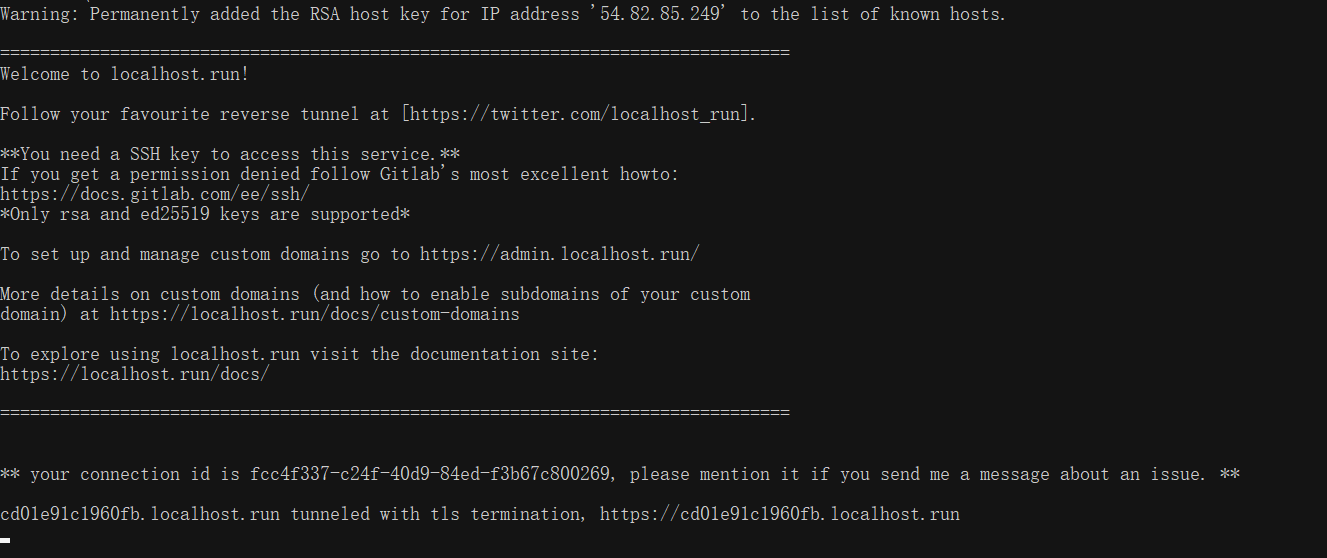 Warning: Permanently added the RSA host key for IP address '54.82.85.249' to the list of known hosts.
===============================================================================
Welcome to localhost.run!
Follow your favourite reverse tunnel at [https://twitter.com/localhost_run].
**You need a SSH key to access this service.**
If you get a permission denied follow Gitlab's most excellent howto:
https://docs.gitlab.com/ee/ssh/
*Only rsa and ed25519 keys are supported*
To set up and manage custom domains go to https://admin.localhost.run/
More details on custom domains (and how to enable subdomains of your custom
domain) at https://localhost.run/docs/custom-domains
To explore using localhost.run visit the documentation site:
https://localhost.run/docs/
===============================================================================
** your connection id is fcc4f337-c24f-40d9-84ed-f3b67c800269, please mention it if you send me a message about an issue. **
cd01e91c1960fb.localhost.run tunneled with tls termination, https://cd01e91c1960fb.localhost.run